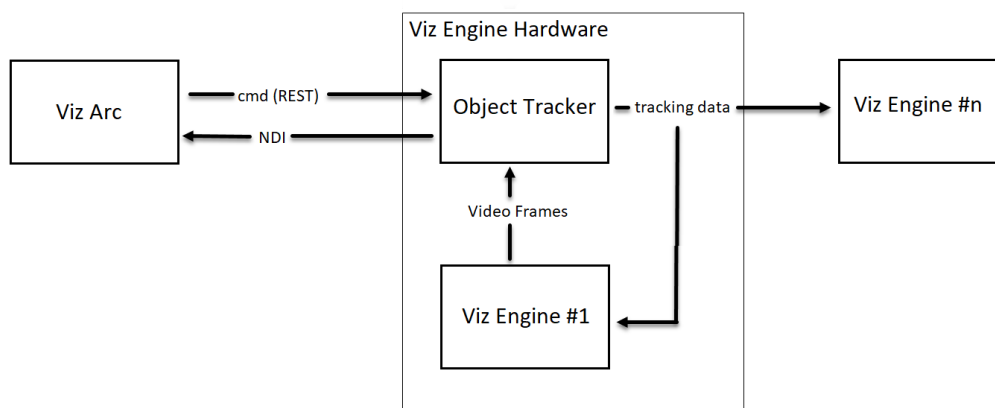 Viz Engine Hardware
Viz Arc
cmd (REST)
NDI
Object Tracker
tracking data
Viz Engine #n
Video Frames
Viz Engine #1